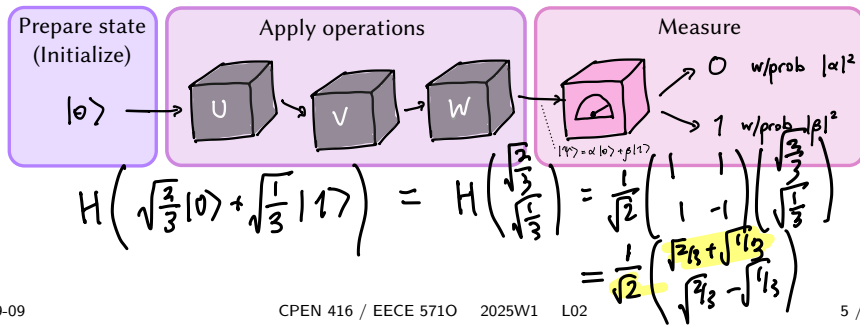 Prepare state
(Initialize)
Apply operations
Measure
|0⟩
U
V
W
0 w/prob |α|²
1 w/prob |β|²
|Ψ⟩ = α|0⟩ + β|1⟩
H(√(2/3)|0⟩ + √(1/3)|1⟩) = H(√(2/3) √(1/3)) = 1/√2 (1 1 1 -1)(√(2/3) √(1/3))
= 1/√2 (√2/3 + √1/3 √2/3 - √1/3)
9-09 CPEN 416 / EECE 571O 2025W1 L02 5 /